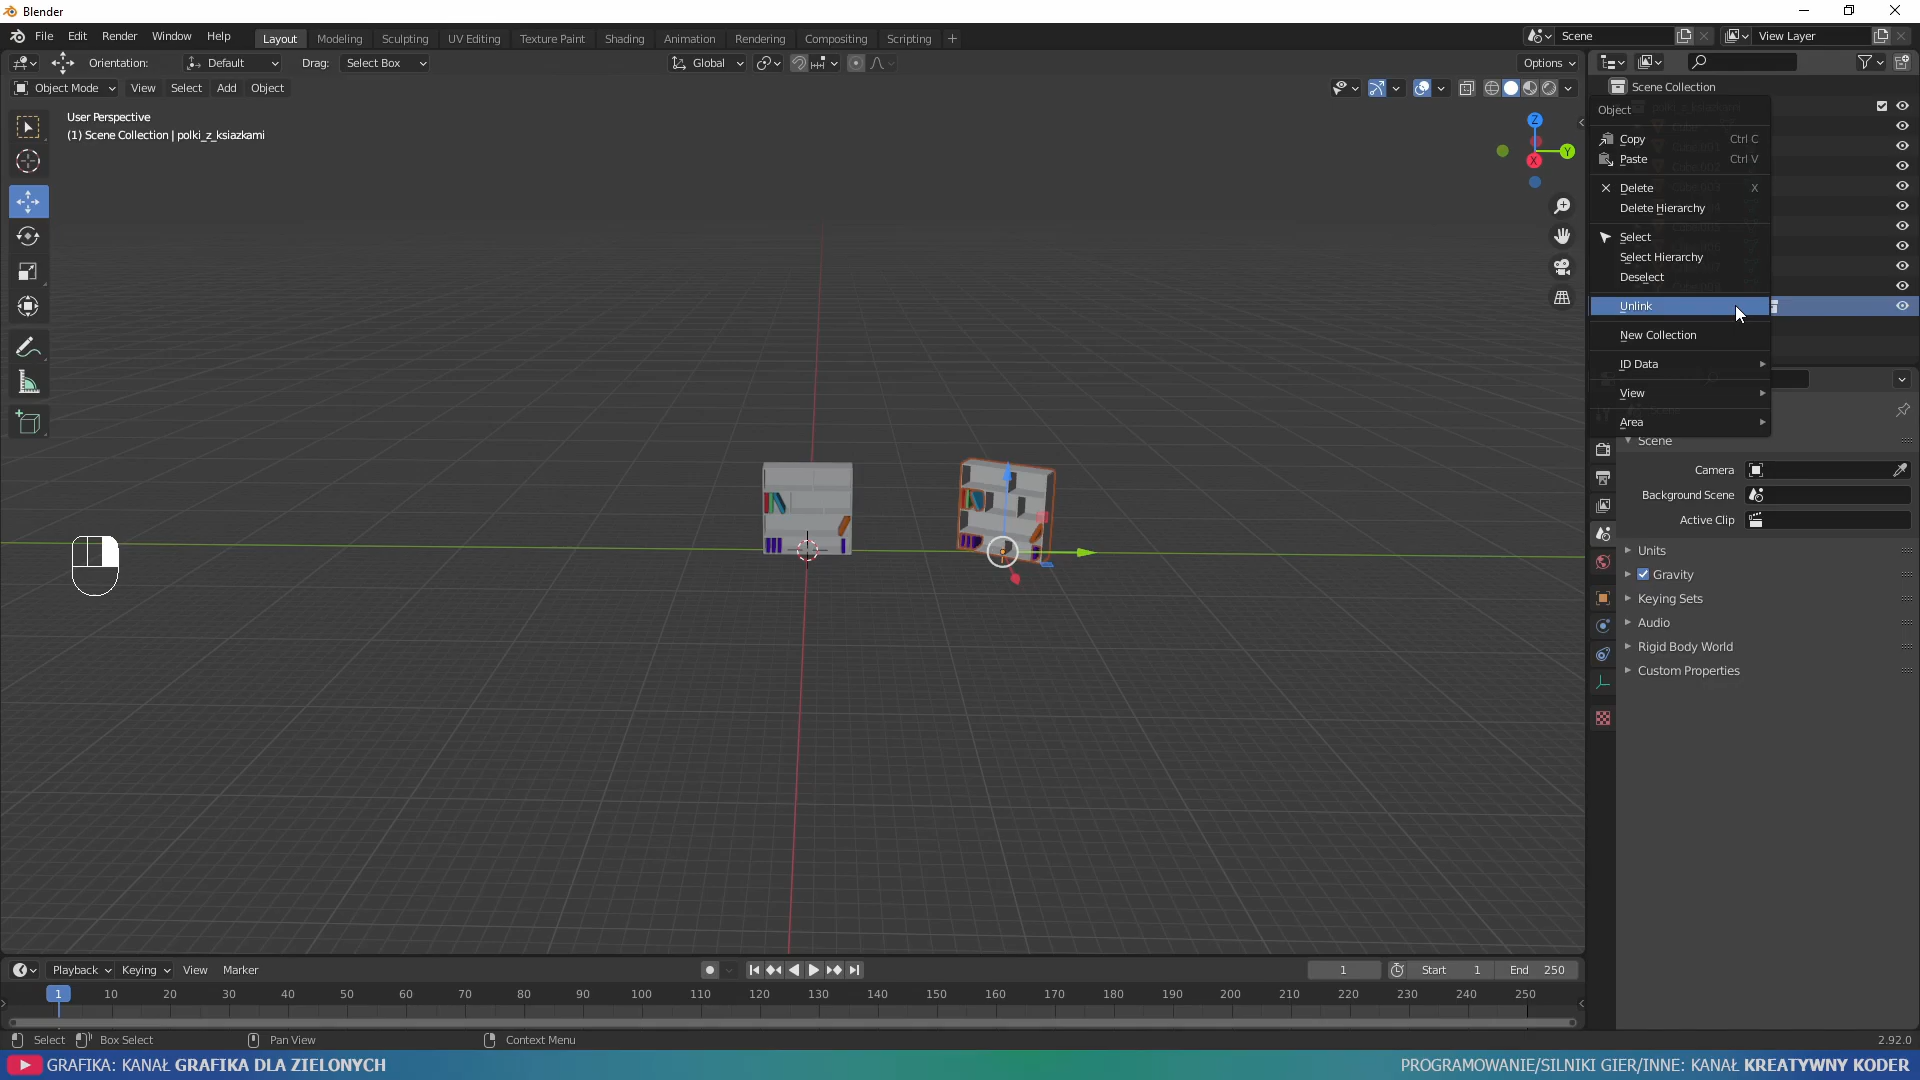 Blender
File Edit Render Window Help Layout Modeling Sculpting UV Editing Texture Paint Shading Animation Rendering Compositing Scripting + Scene View Layer
Orientation: Default Drag: Select Box Global Options
Object Mode View Select Add Object
User Perspective
(1) Scene Collection | polki_z_ksiazkami
Z
Y
X
Scene Collection
Object
Copy Ctrl C
Paste Ctrl V
Delete X
Delete Hierarchy
Select
Select Hierarchy
Deselect
Unlink
New Collection
ID Data
View
Area
Scene
Camera
Background Scene
Active Clip
Units
Gravity
Keying Sets
Audio
Rigid Body World
Custom Properties
Playback Keying View Marker 1 Start 1 End 250
1 10 20 30 40 50 60 70 80 90 100 110 120 130 140 150 160 170 180 190 200 210 220 230 240 250
Select Box Select Pan View Context Menu 2.92.0
GRAFIKA: KANAŁ GRAFIKA DLA ZIELONYCH PROGRAMOWANIE/SILNIKI GIER/INNE: KANAŁ KREATYWNY KODER